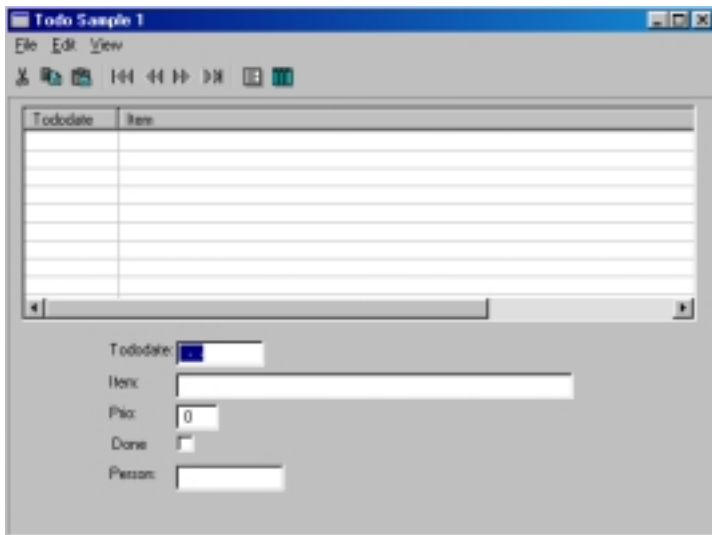 Todo Sample 1
File Edit View
Tododate Item
Tododate:
Item:
Prio: 0
Done
Person: